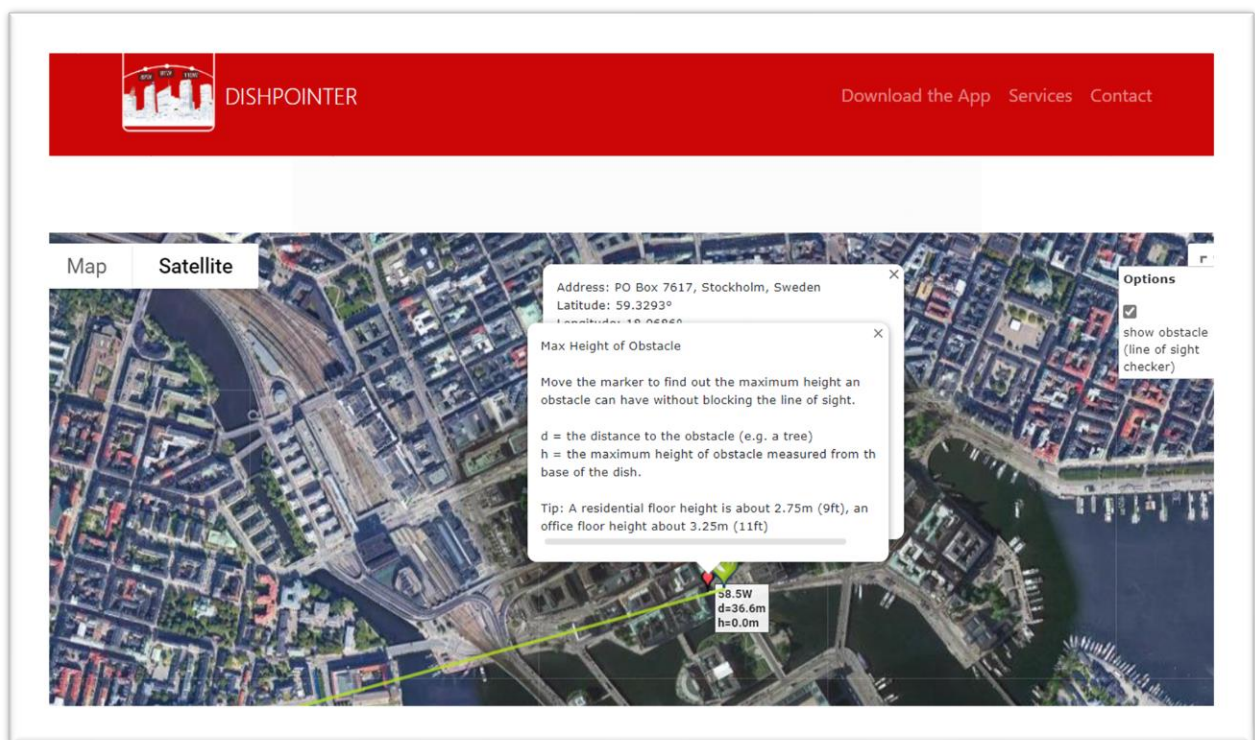 DISHPOINTER
Download the App Services Contact
Map Satellite
Address: PO Box 7617, Stockholm, Sweden
Latitude: 59.3293°
Max Height of Obstacle
Move the marker to find out the maximum height an
obstacle can have without blocking the line of sight.
d = the distance to the obstacle (e.g. a tree)
h = the maximum height of obstacle measured from th
base of the dish.
Tip: A residential floor height is about 2.75m (9ft), an
office floor height about 3.25m (11ft)
Options
show obstacle
(line of sight
checker)
58.5W
d=36.6m
h=0.0m